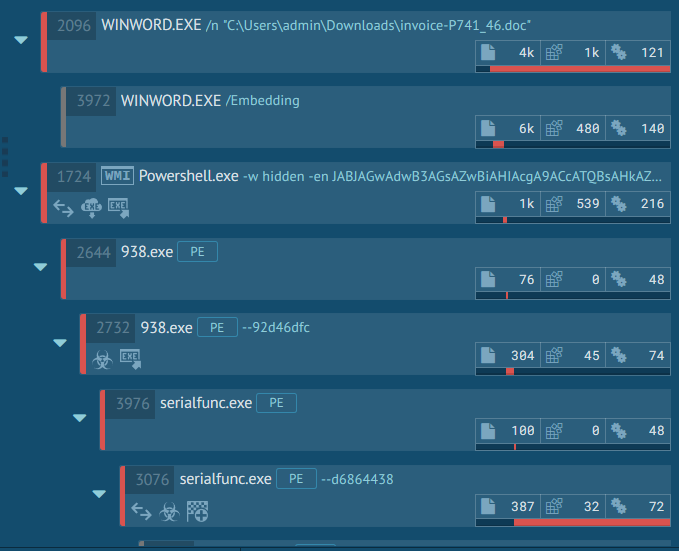 2096 WINWORD.EXE /n "C:\Users\admin\Downloads\invoice-P741_46.doc"
4k 1k 121
3972 WINWORD.EXE /Embedding
6k 480 140
1724 WMI Powershell.exe -w hidden -en JABJAGwAdwB3AGsAZwBiAHIAcgA9ACcATQBsAHkAZ...
EXE EXE
1k 539 216
2644 938.exe PE
76 0 48
2732 938.exe PE --92d46dfc
EXE
304 45 74
3976 serialfunc.exe PE
100 0 48
3076 serialfunc.exe PE --d6864438
387 32 72